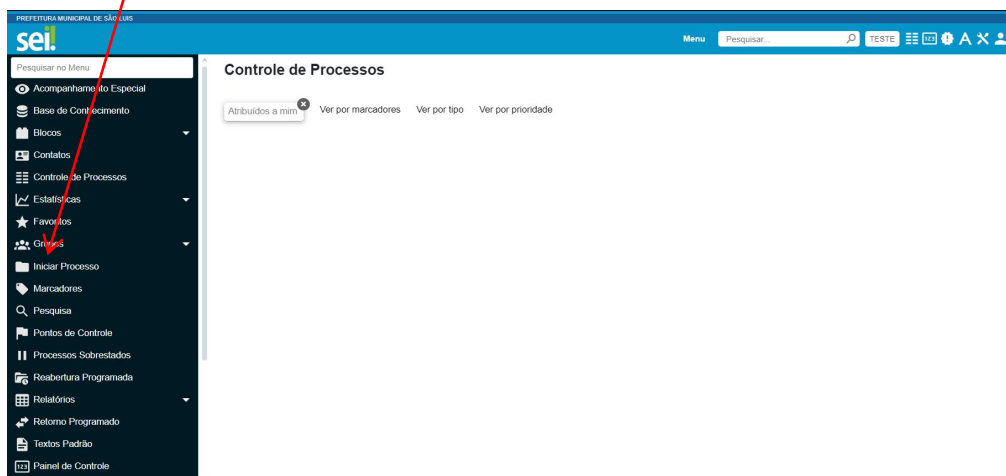 PREFEITURA MUNICIPAL DE SÃO LUIS
sei!
Menu
Pesquisar...
TESTE
123
A
Pesquisar no Menu
Acompanhamento Especial
Base de Conhecimento
Blocos
Contatos
Controle de Processos
Estatísticas
Favoritos
Grupos
Iniciar Processo
Marcadores
Pesquisa
Pontos de Controle
Processos Sobrestados
Reabertura Programada
Relatórios
Retorno Programado
Textos Padrão
123 Painel de Controle
Controle de Processos
Atribuídos a mim Ver por marcadores Ver por tipo Ver por prioridade